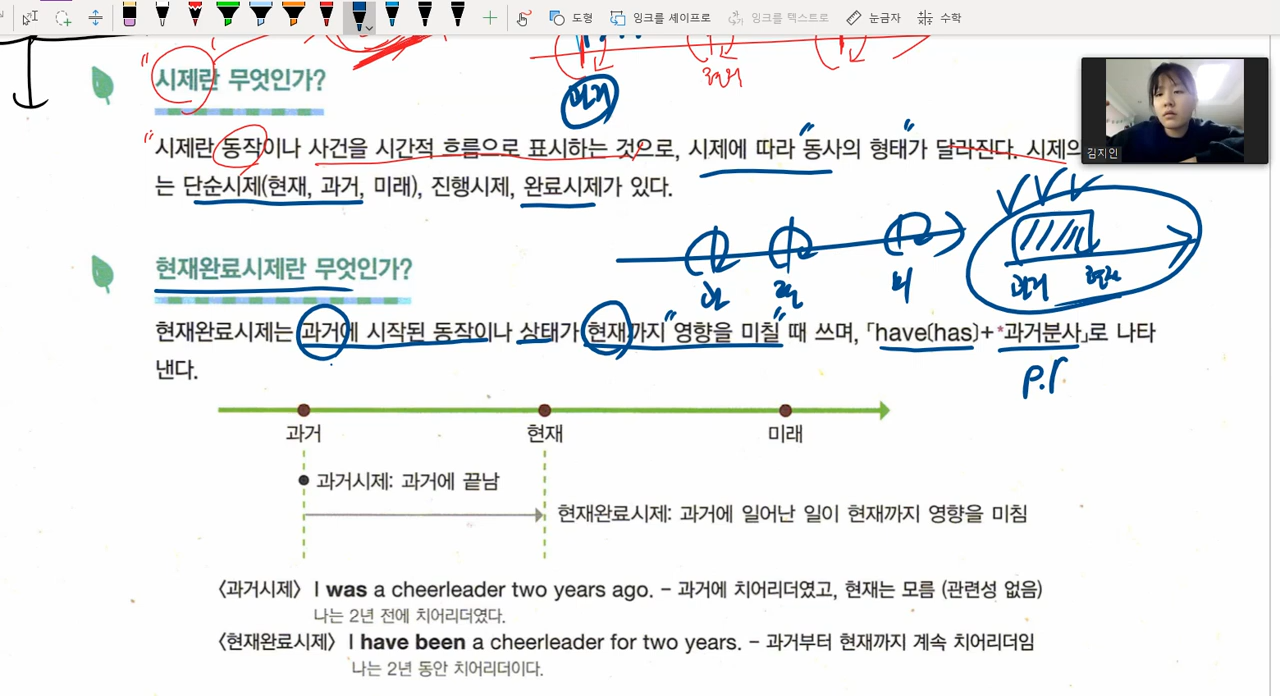 도형
잉크를 셰이프로
잉크를 텍스트로
눈금자
수학
현거
과거
시제란 무엇인가?
김지인
"시제란 동작이나 사건을 시간적 흐름으로 표시하는 것으로, 시제에 따라 "동사의 형태"가 달라진다. 시제의
는 단순시제(현재, 과거, 미래), 진행시제, 완료시제가 있다.
과 현 미
과거 현재
현재완료시제란 무엇인가?
현재완료시제는 과거에 시작된 동작이나 상태가 현재까지 "영향을 미칠" 때 쓰며, 「have(has)+*과거분사」로 나타
낸다.
p.p
과거 현재 미래
● 과거시제: 과거에 끝남
현재완료시제: 과거에 일어난 일이 현재까지 영향을 미침
〈과거시제〉 I was a cheerleader two years ago. – 과거에 치어리더였고, 현재는 모름 (관련성 없음)
나는 2년 전에 치어리더였다.
〈현재완료시제〉 I have been a cheerleader for two years. – 과거부터 현재까지 계속 치어리더임
나는 2년 동안 치어리더이다.